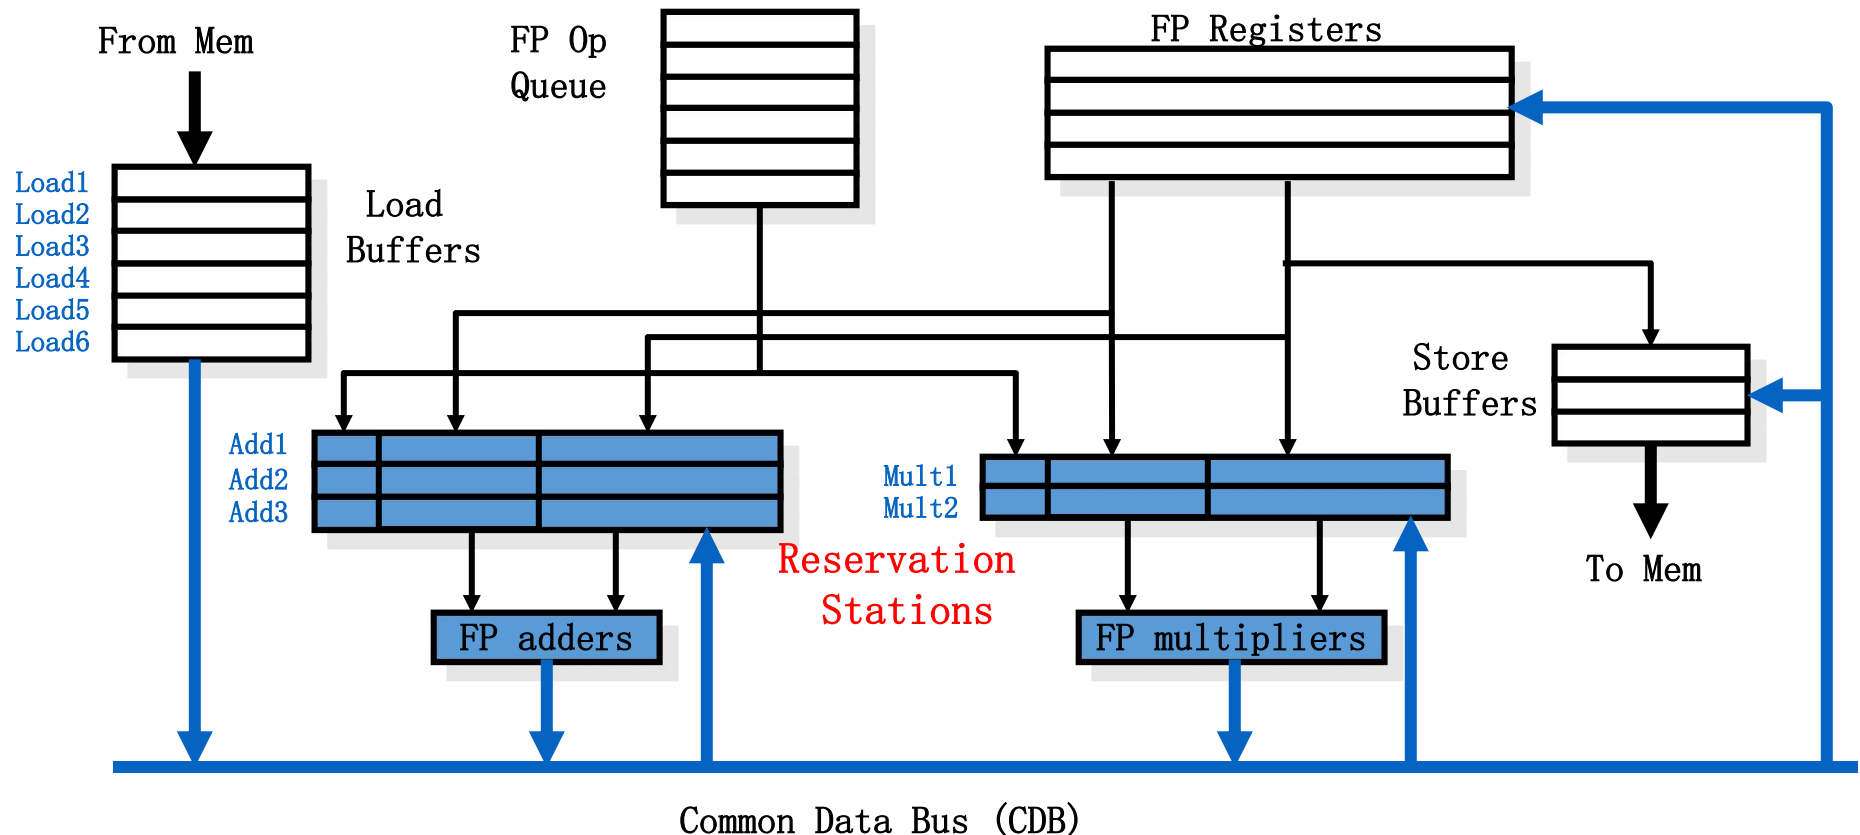 From Mem
FP Op
Queue
FP Registers
Load1
Load2
Load3
Load4
Load5
Load6
Load
Buffers
Store
Buffers
Add1
Add2
Add3
Mult1
Mult2
Reservation
Stations
To Mem
FP adders
FP multipliers
Common Data Bus (CDB)